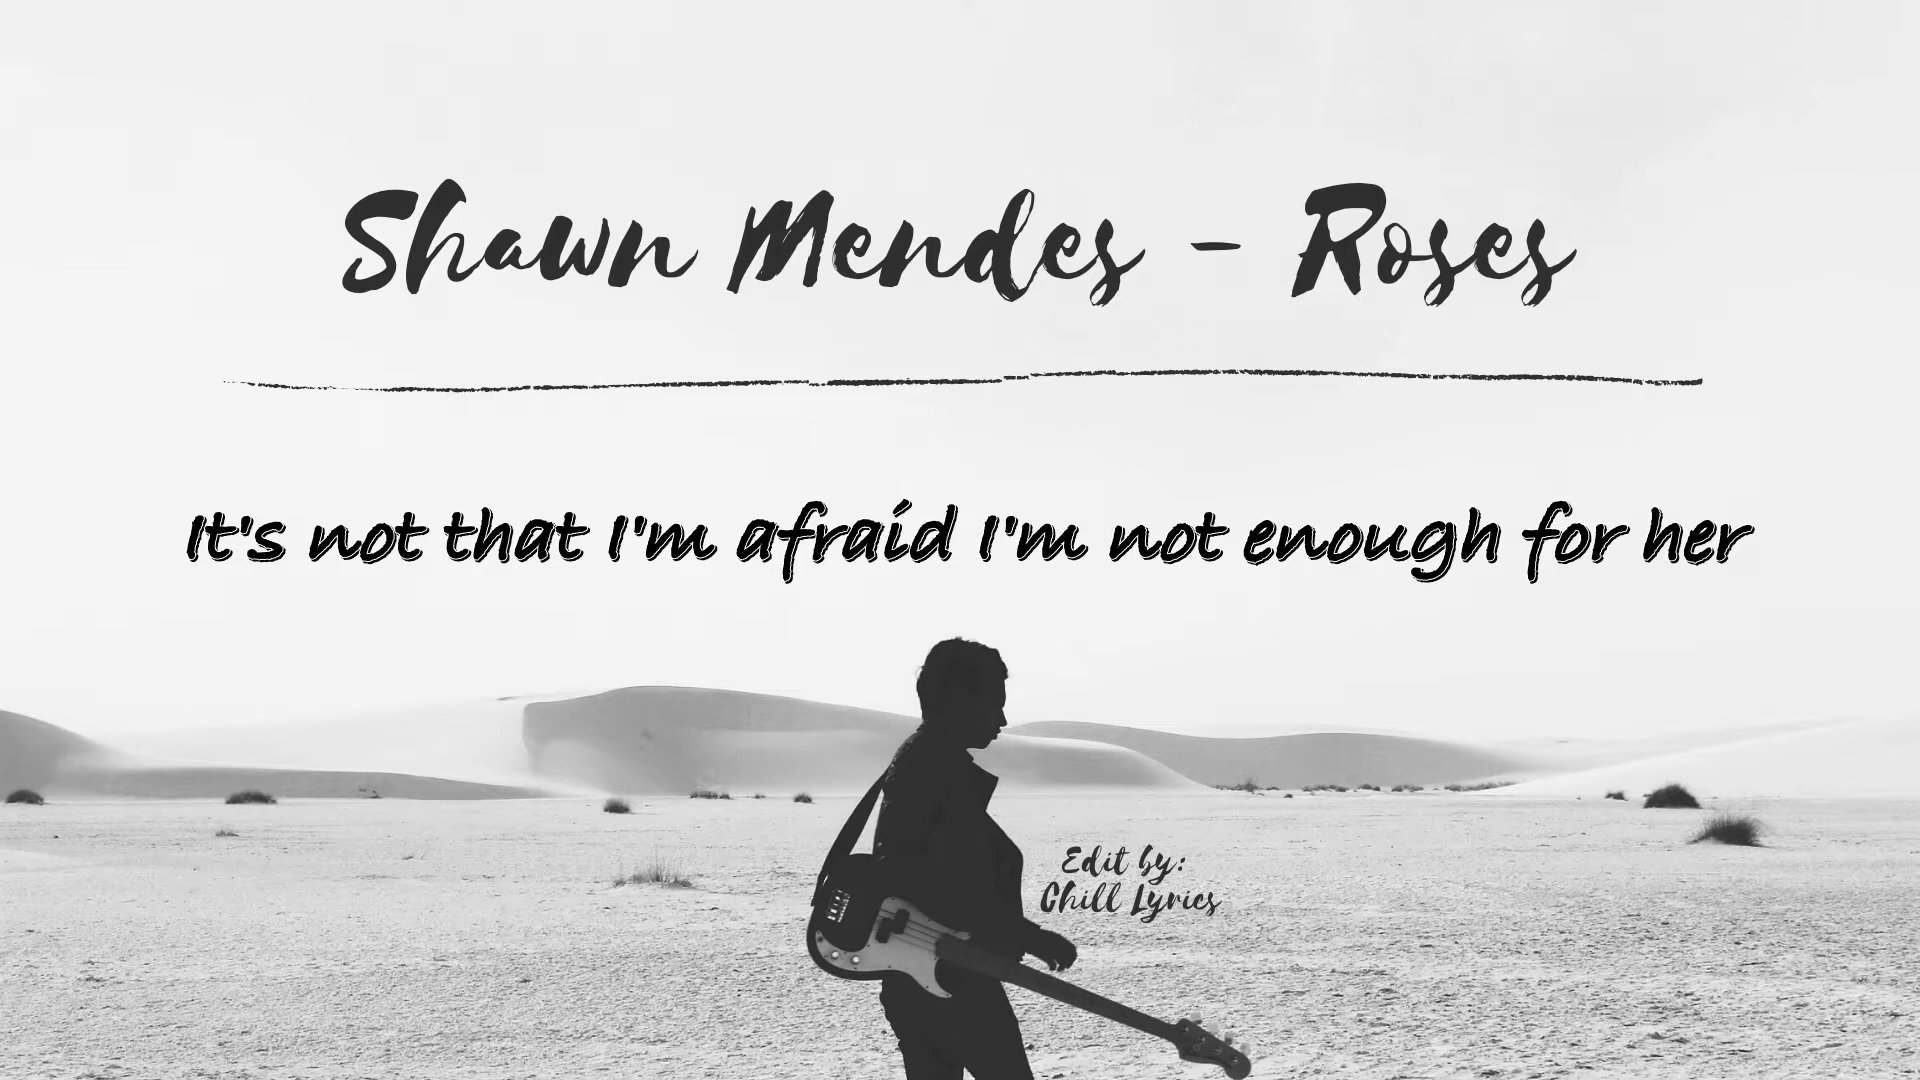 Shawn Mendes - Roses
It's not that I'm afraid I'm not enough for her
Edit by:
Chill Lyrics